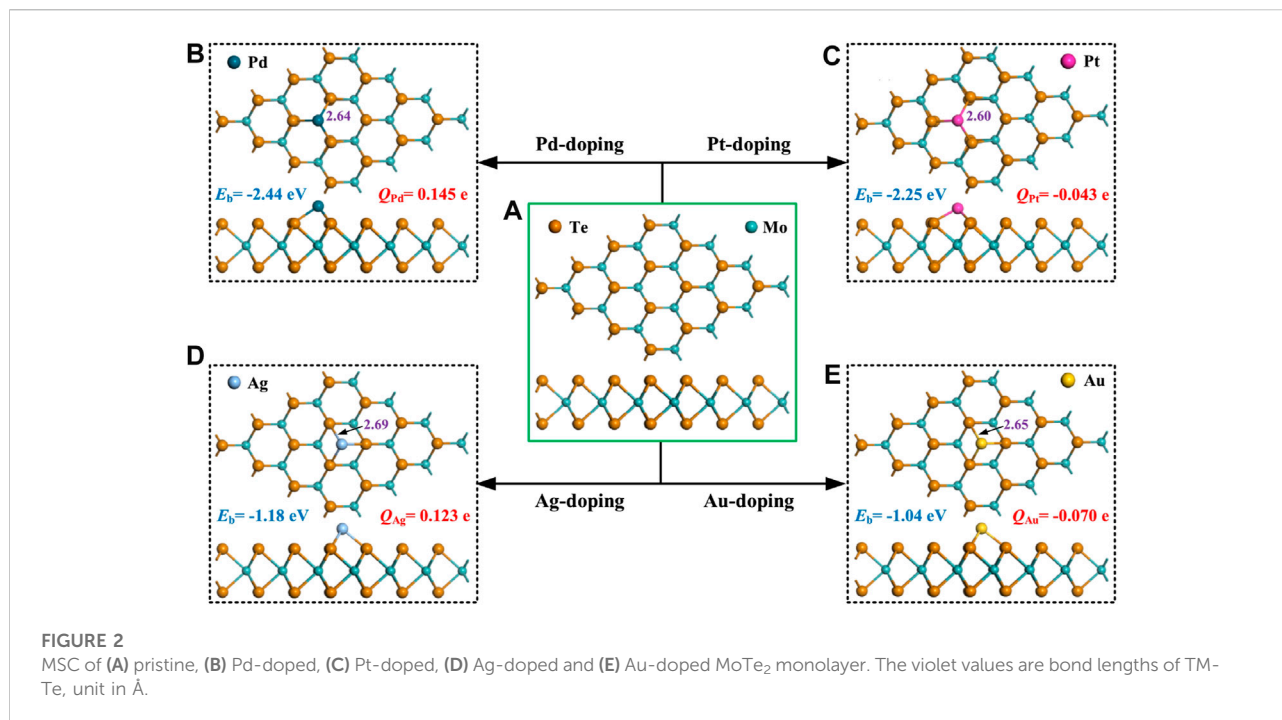 B
Pd
2.64
Eb= -2.44 eV
QPd= 0.145 e
C
Pt
2.60
Eb= -2.25 eV
QPt= -0.043 e
Pd-doping
Pt-doping
A
Te
Mo
D
Ag
2.69
Eb= -1.18 eV
QAg= 0.123 e
E
Au
2.65
Eb= -1.04 eV
QAu= -0.070 e
Ag-doping
Au-doping
FIGURE 2
MSC of (A) pristine, (B) Pd-doped, (C) Pt-doped, (D) Ag-doped and (E) Au-doped MoTe₂ monolayer. The violet values are bond lengths of TM-
Te, unit in Å.